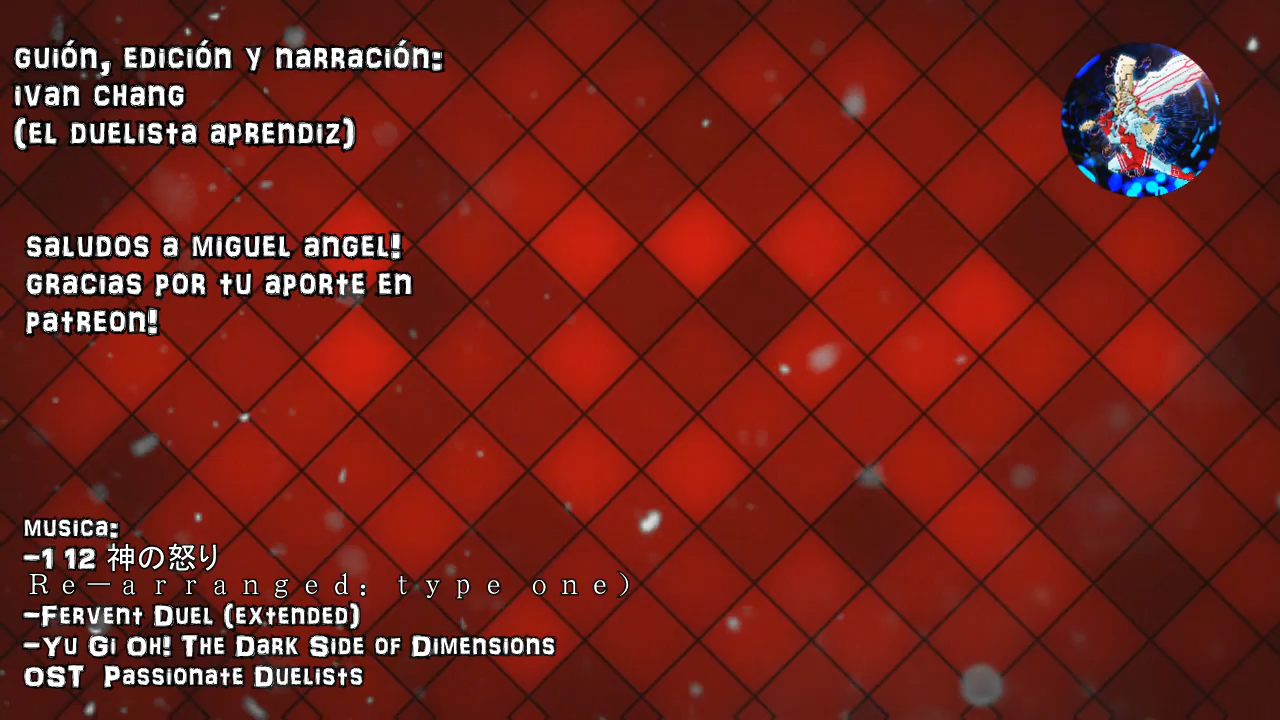 Guión, Edición y narración:
Ivan Chang
(El Duelista Aprendiz)
Saludos a Miguel Angel!
Gracias por tu aporte en
Patreon!
Musica:
-1 12 神の怒り
Ｒｅ－ａｒｒａｎｇｅｄ：ｔｙｐｅ ｏｎｅ）
-Fervent Duel (extended)
-Yu Gi Oh! The Dark Side of Dimensions
OST Passionate Duelists